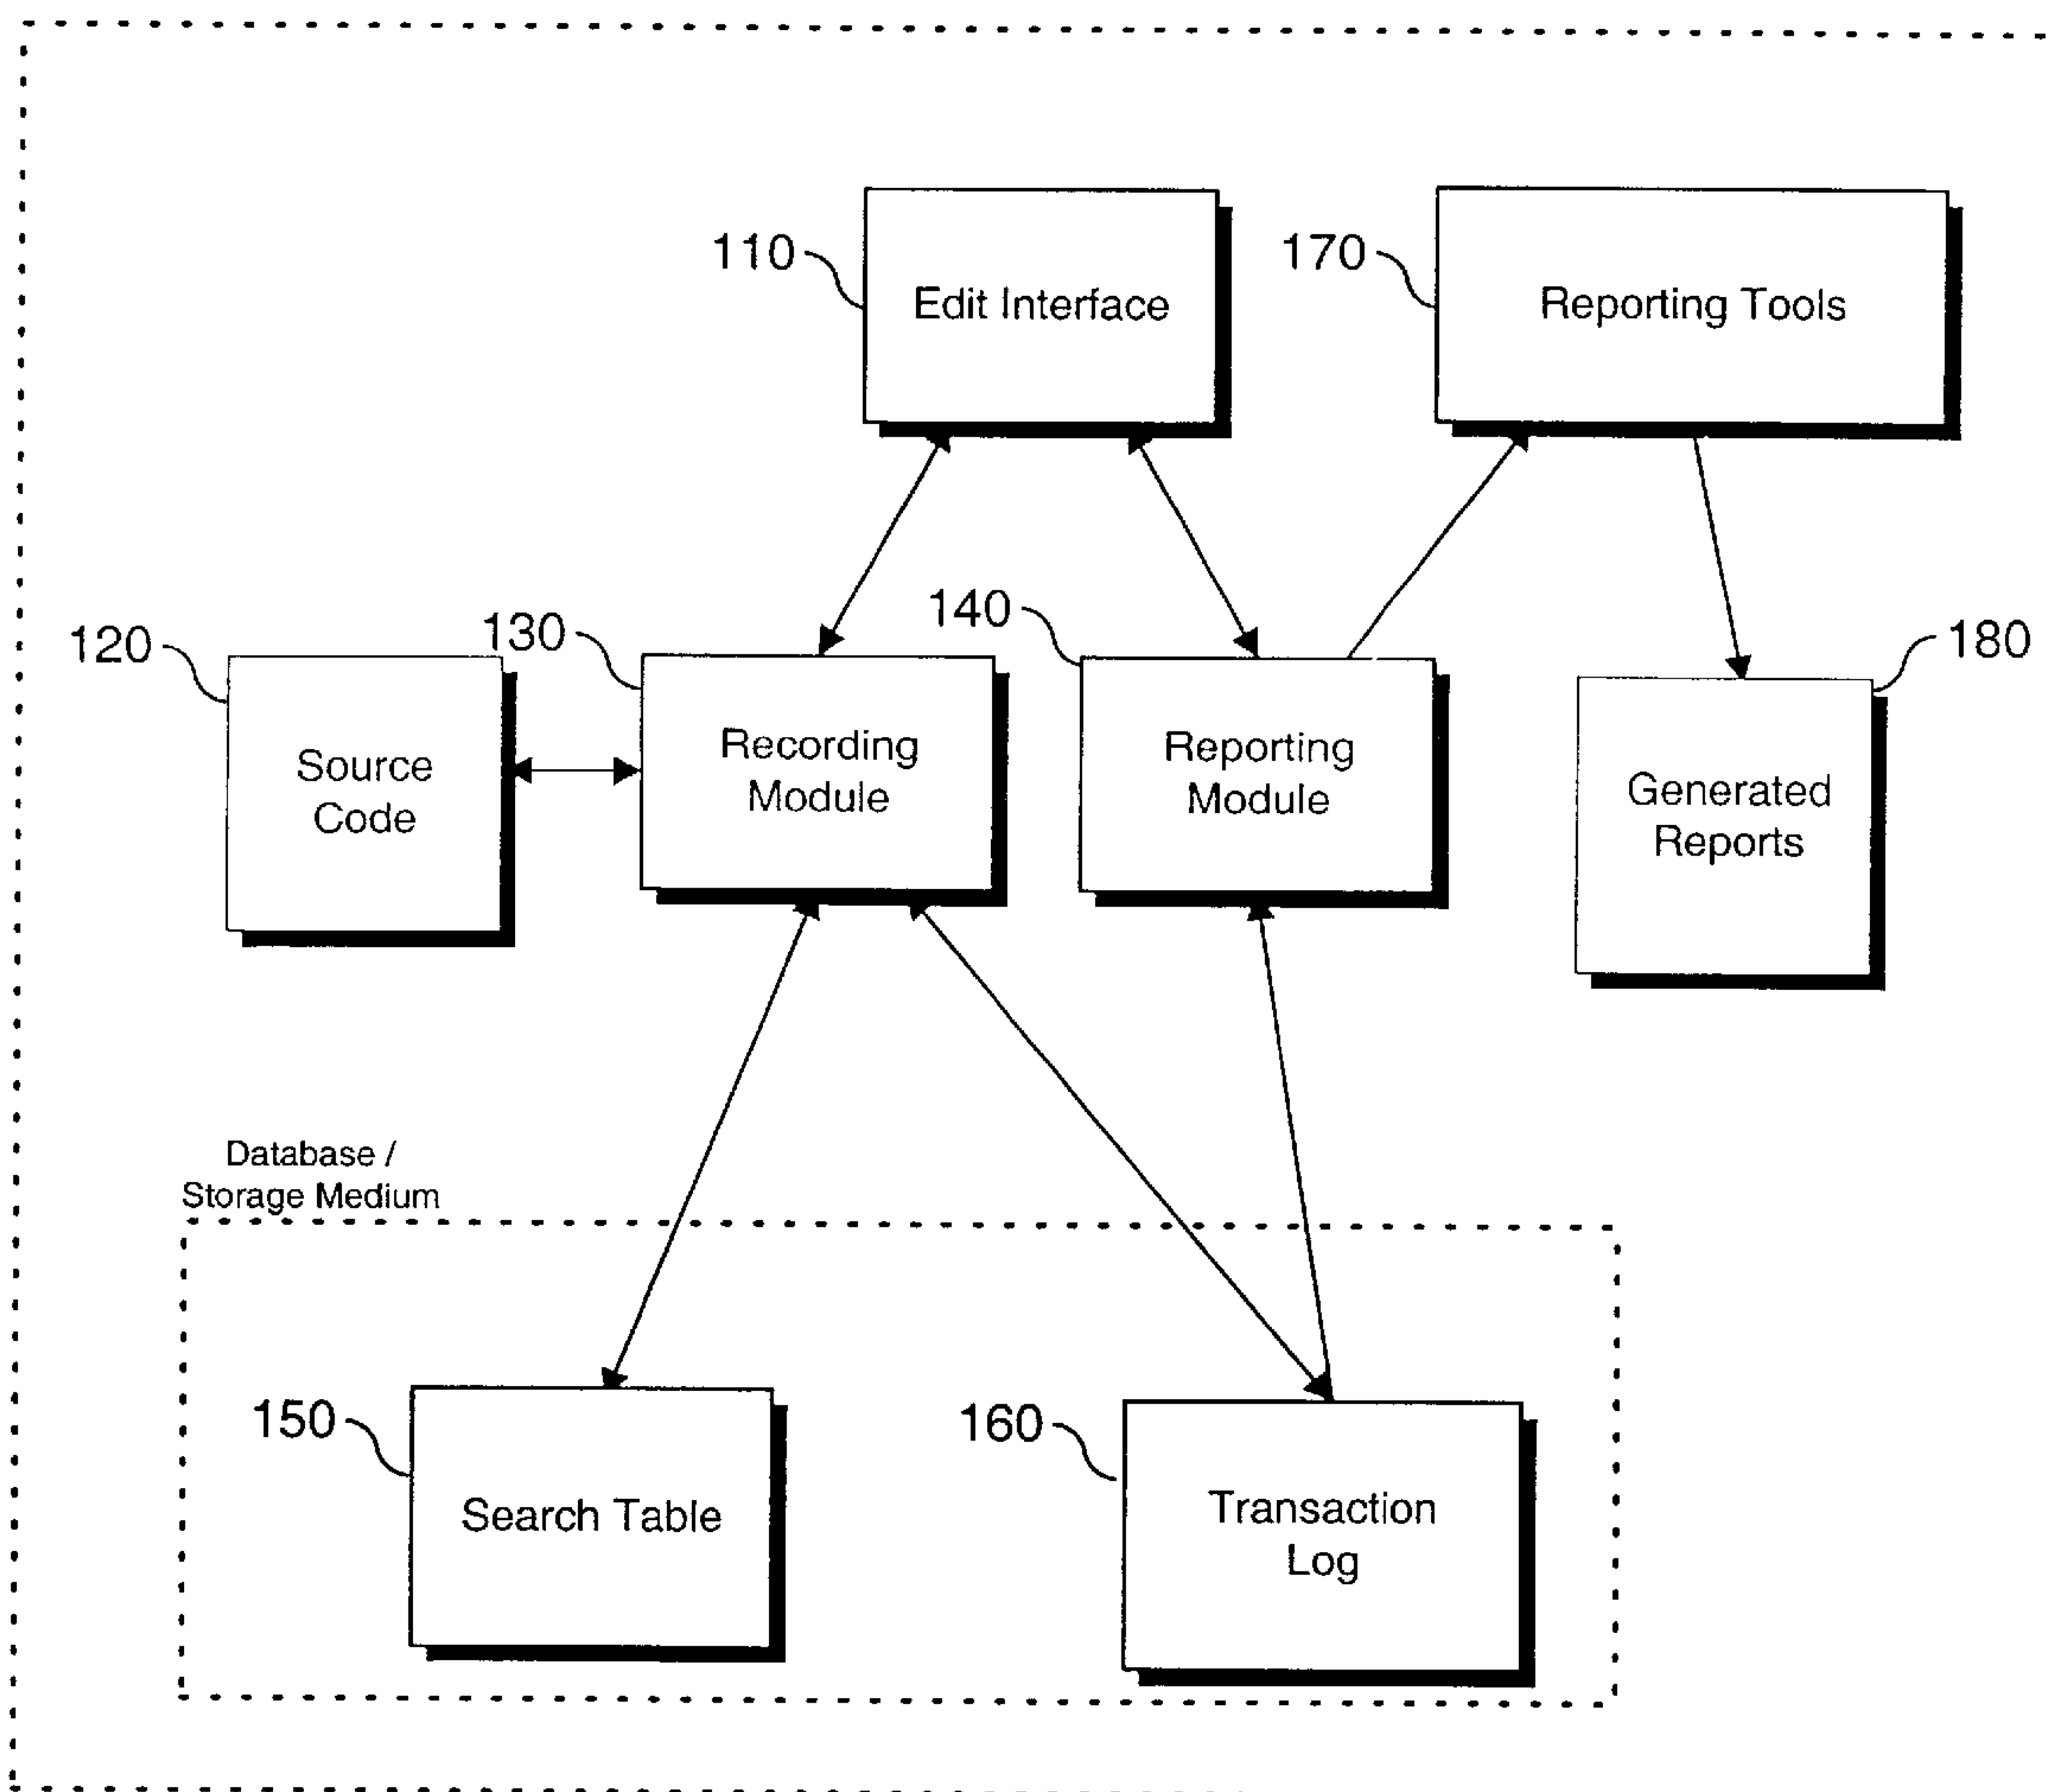 110
Edit Interface
170
Reporting Tools
120
Source
Code
130
Recording
Module
140
Reporting
Module
180
Generated
Reports
Database /
Storage Medium
150
Search Table
160
Transaction
Log